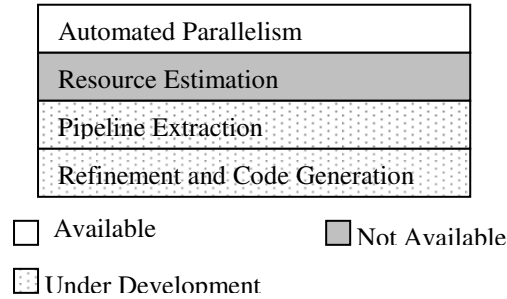 Automated Parallelism
Resource Estimation
Pipeline Extraction
Refinement and Code Generation
Available
Not Available
Under Development